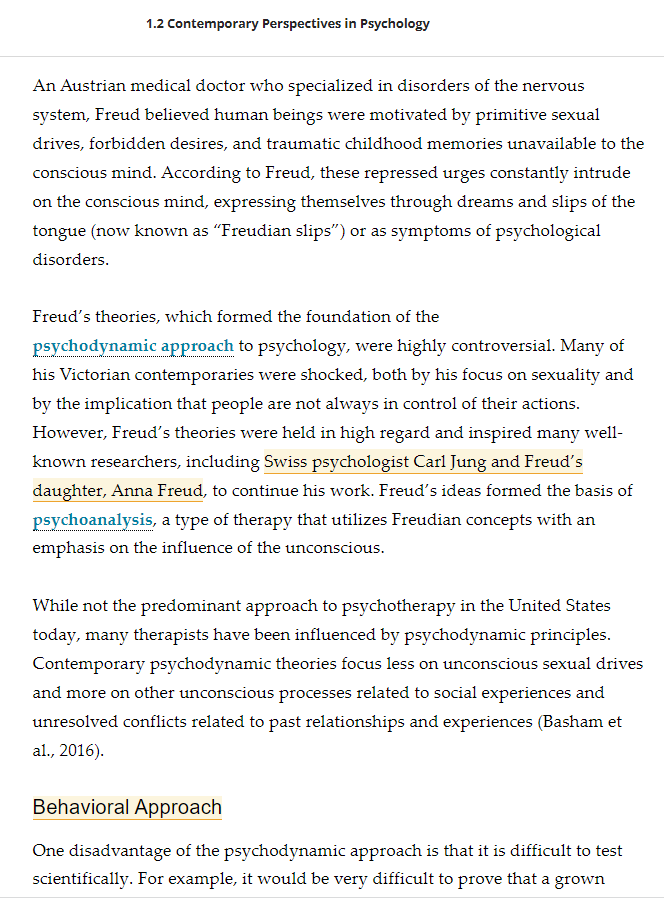 1.2 Contemporary Perspectives in Psychology
An Austrian medical doctor who specialized in disorders of the nervous
system, Freud believed human beings were motivated by primitive sexual
drives, forbidden desires, and traumatic childhood memories unavailable to the
conscious mind. According to Freud, these repressed urges constantly intrude
on the conscious mind, expressing themselves through dreams and slips of the
tongue (now known as “Freudian slips”) or as symptoms of psychological
disorders.
Freud’s theories, which formed the foundation of the
psychodynamic approach to psychology, were highly controversial. Many of
his Victorian contemporaries were shocked, both by his focus on sexuality and
by the implication that people are not always in control of their actions.
However, Freud’s theories were held in high regard and inspired many well-
known researchers, including Swiss psychologist Carl Jung and Freud’s
daughter, Anna Freud, to continue his work. Freud’s ideas formed the basis of
psychoanalysis, a type of therapy that utilizes Freudian concepts with an
emphasis on the influence of the unconscious.
While not the predominant approach to psychotherapy in the United States
today, many therapists have been influenced by psychodynamic principles.
Contemporary psychodynamic theories focus less on unconscious sexual drives
and more on other unconscious processes related to social experiences and
unresolved conflicts related to past relationships and experiences (Basham et
al., 2016).
Behavioral Approach
One disadvantage of the psychodynamic approach is that it is difficult to test
scientifically. For example, it would be very difficult to prove that a grown